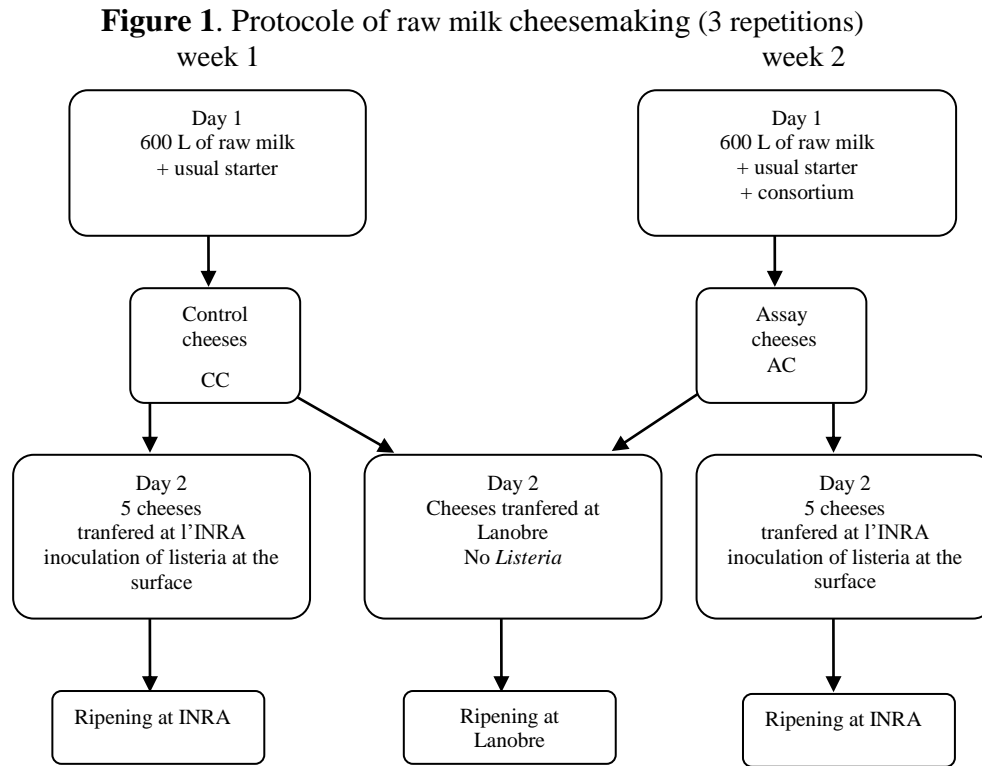 Figure 1. Protocole of raw milk cheesemaking (3 repetitions)
week 1
week 2
Day 1
600 L of raw milk
+ usual starter
Day 1
600 L of raw milk
+ usual starter
+ consortium
Control
cheeses
CC
Assay
cheeses
AC
Day 2
5 cheeses
tranfered at l’INRA
inoculation of listeria at the
surface
Day 2
Cheeses tranfered at
Lanobre
No Listeria
Day 2
5 cheeses
tranfered at l’INRA
inoculation of listeria at the
surface
Ripening at INRA
Ripening at
Lanobre
Ripening at INRA